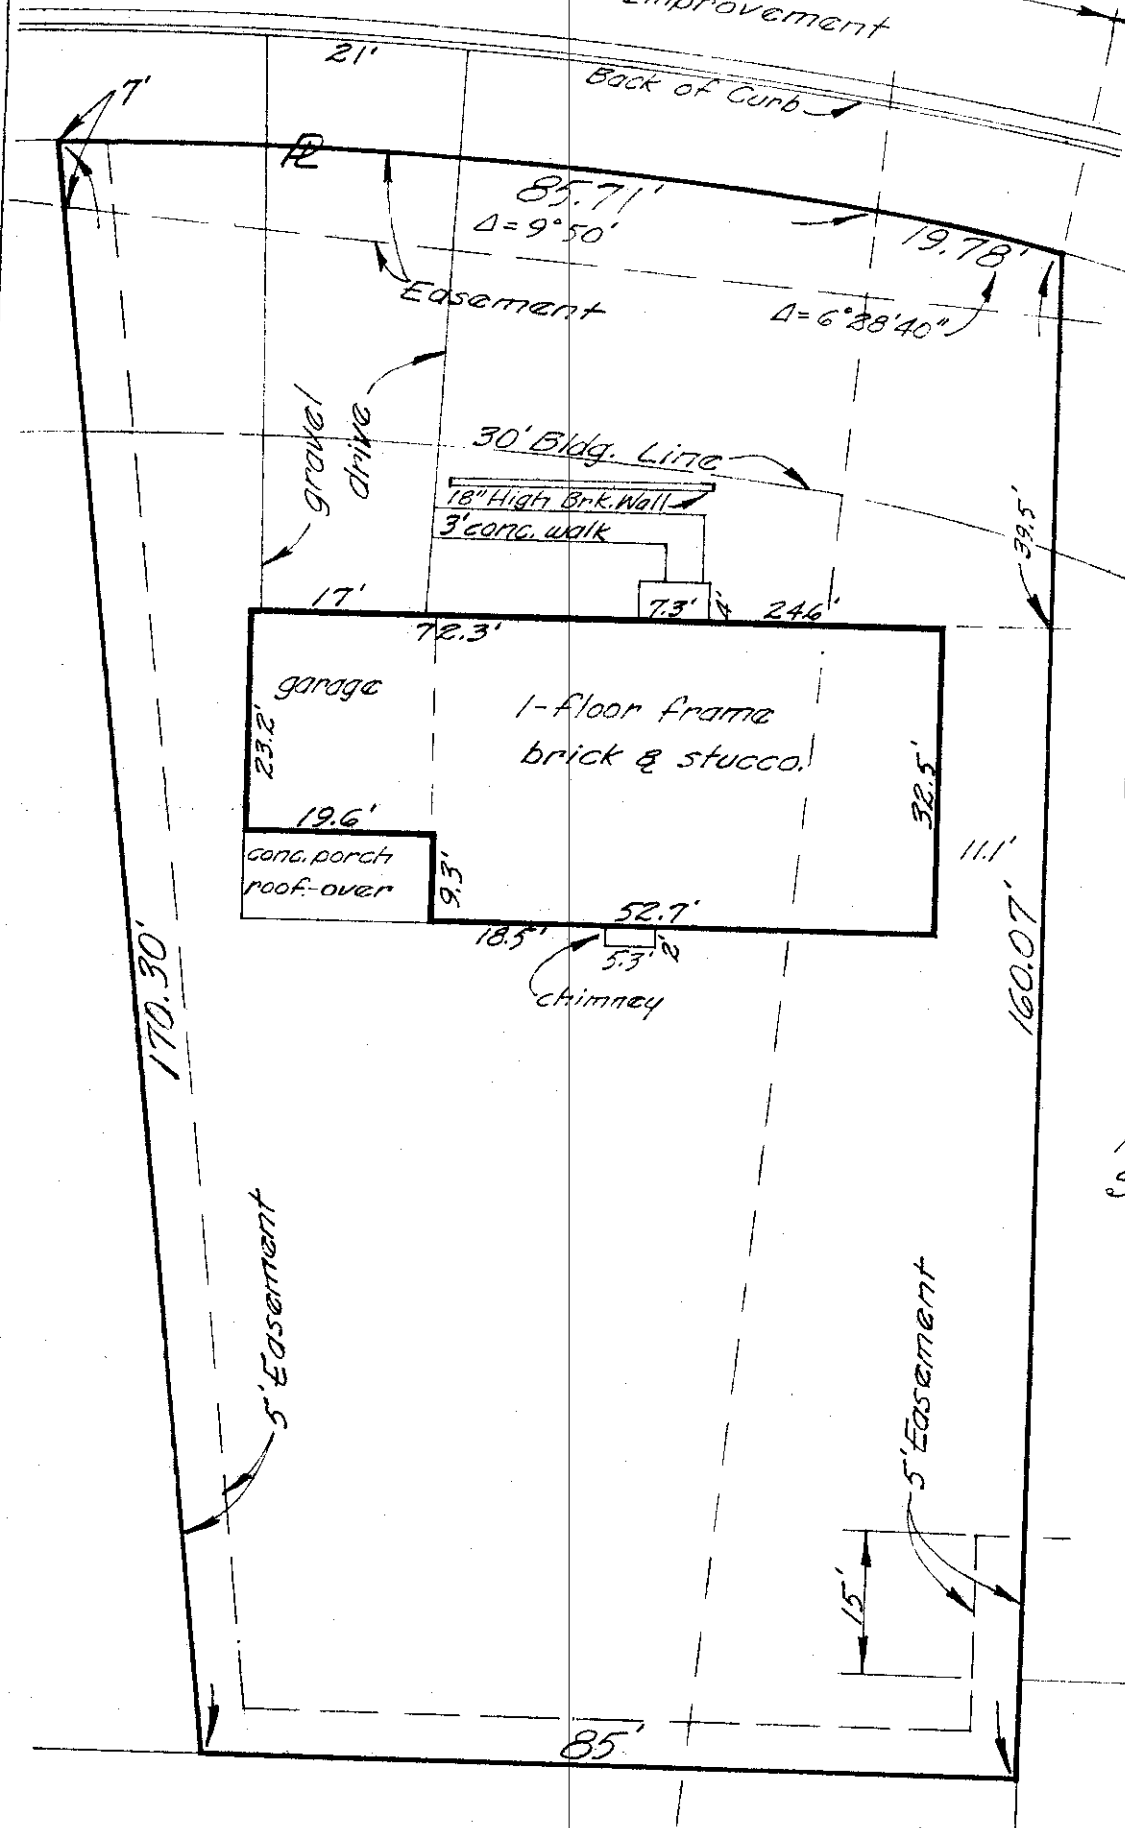 Improvement
21'
Back of Curb
7'
PL
85.71'
Δ=9°50'
19.78'
Easement
gravel
drive
30' Bldg. Line
18" High Brk. Wall
3' conc. walk
39.5'
17'
7.3'
4'
24.6'
72.3'
garage
1-floor frame
brick & stucco.
23.2'
32.5'
19.6'
conc. porch
roof-over
9.3'
11.1'
52.7'
18.5'
5.3'
2'
chimney
170.30'
160.07'
5' Easement
5' Easement
15'
85'